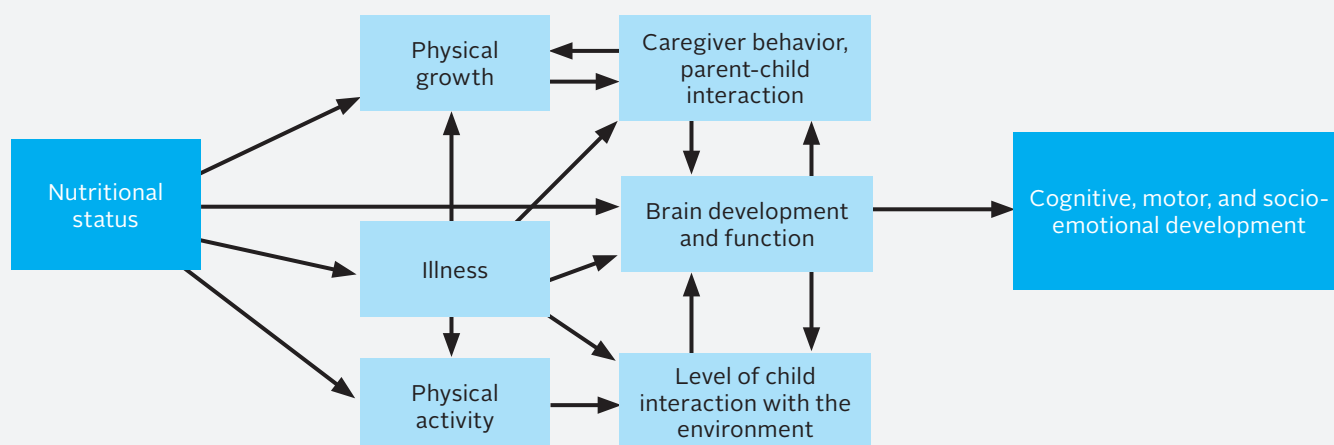 Physical
growth
Caregiver behavior,
parent-child
interaction
Nutritional
status
Brain development
and function
Cognitive, motor, and socio-
emotional development
Illness
Physical
activity
Level of child
interaction with the
environment